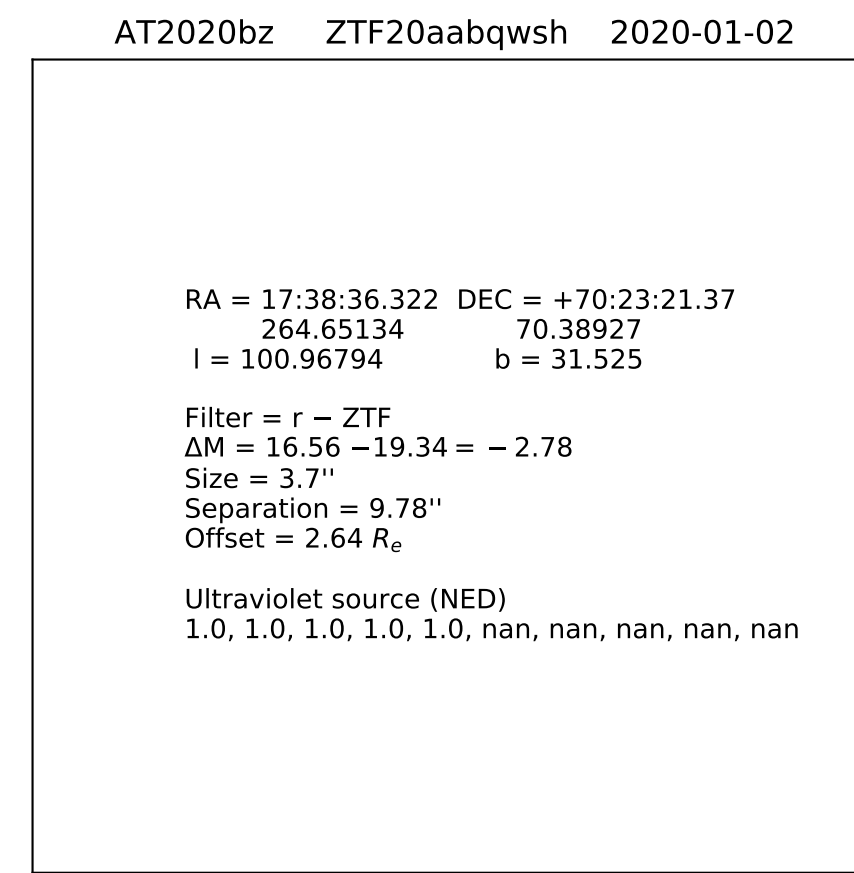 AT2020bz ZTF20aabqwsh 2020-01-02
RA = 17:38:36.322 DEC = +70:23:21.37
264.65134 70.38927
l = 100.96794 b = 31.525
Filter = r − ZTF
ΔM = 16.56 −19.34 = − 2.78
Size = 3.7''
Separation = 9.78''
Offset = 2.64 Re
Ultraviolet source (NED)
1.0, 1.0, 1.0, 1.0, 1.0, nan, nan, nan, nan, nan